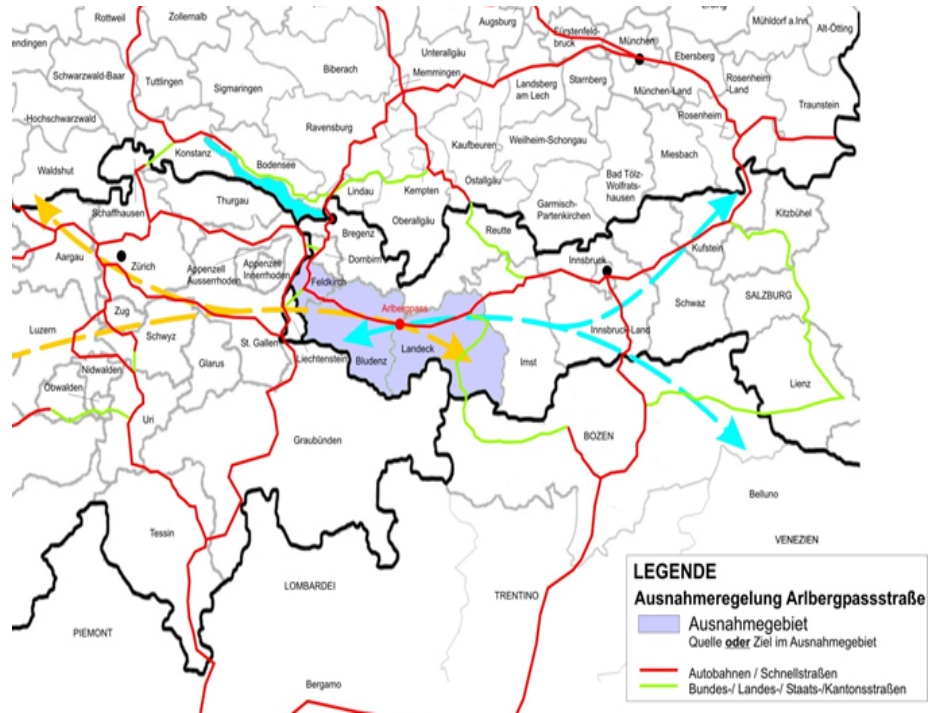 Rottweil
Zollernalb
Augsburg
Mühldorf a.Inn
Alt-Ötting
endingen
Fürstenfeld-
bruck
München
Ebersberg
Schwarzwald-Baar
Tuttlingen
Sigmaringen
Biberach
Unterallgäu
Memmingen
Landsberg
am Lech
Starnberg
München-Land
Rosenheim
-Land
Traunstein
-Hochschwarzwald
Ravensburg
Kaufbeuren
Weilheim-Schongau
Rosenheim
Waldshut
Konstanz
Bodensee
Miesbach
Thurgau
Lindau
Kempten
Ostallgäu
Bad Tölz-
Wolfrats-
hausen
Schaffhausen
Oberallgäu
Garmisch-
Partenkirchen
Reutte
Kitzbühel
Bregenz
Kufstein
Aargau
Zürich
Appenzell
Ausserrhoden
Appenzell
Innerrhoden
Dornbirn
Innsbruck
Feldkirch
Schwaz
SALZBURG
Zug
Arlbergpass
Luzern
Schwyz
St. Gallen
Innsbruck-Land
Nidwalden
Glarus
Liechtenstein
Bludenz
Landeck
Imst
Obwalden
Lienz
Uri
Graubünden
BOZEN
Belluno
Tessin
VENEZIEN
LOMBARDEI
TRENTINO
PIEMONT
Bergamo
LEGENDE
Ausnahmeregelung Arlbergpassstraße
Ausnahmegebiet
Quelle oder Ziel im Ausnahmegebiet
Autobahnen / Schnellstraßen
Bundes-/ Landes-/ Staats-/Kantonsstraßen